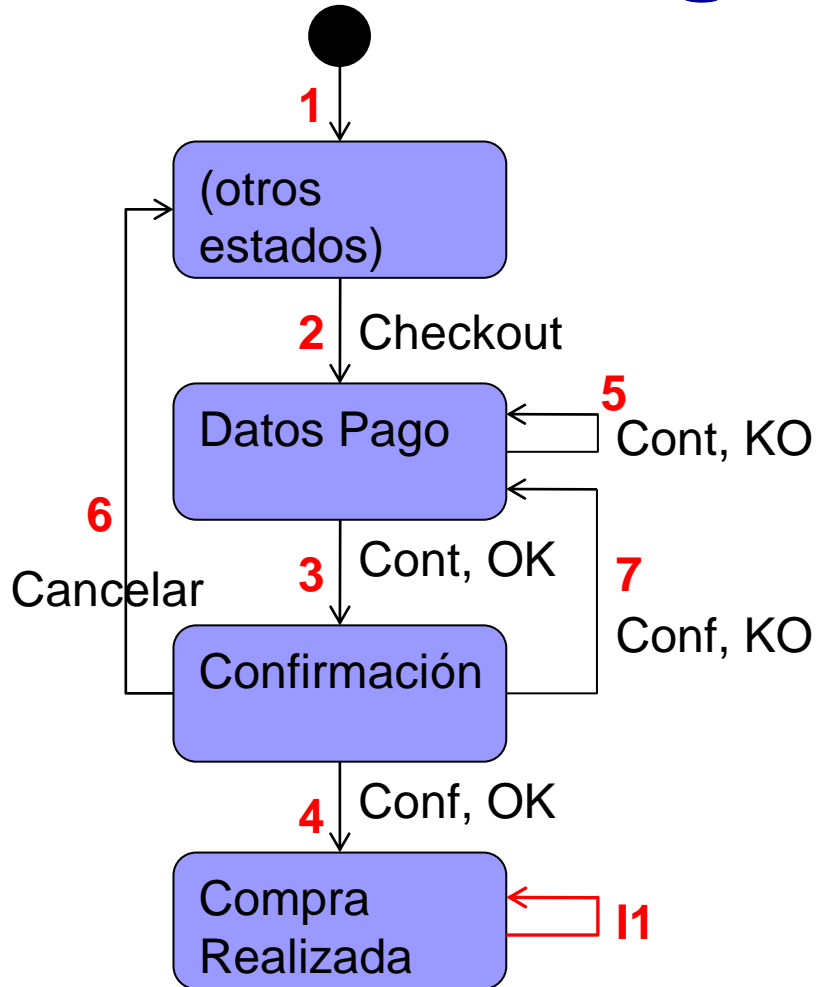 1
(otros
estados)
2 Checkout
Datos Pago
5
Cont, KO
6
Cancelar
3 Cont, OK
7
Conf, KO
Confirmación
4 Conf, OK
Compra
Realizada
I1